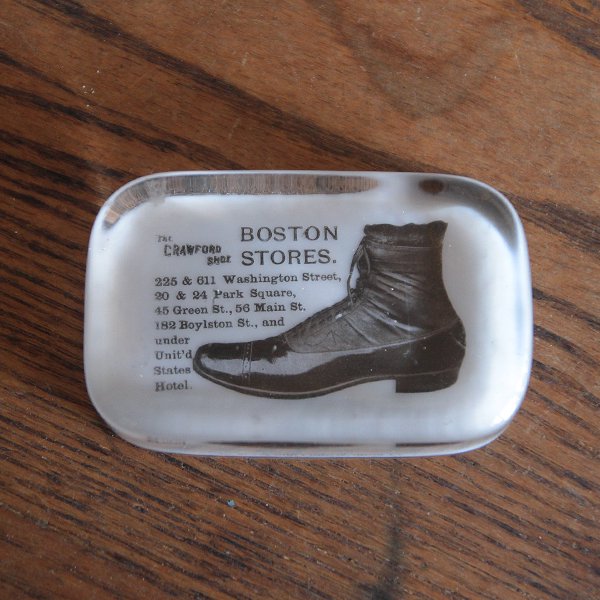 The
CRAWFORD
SHOE
BOSTON
STORES.
225 & 611 Washington Street,
20 & 24 Park Square,
45 Green St., 56 Main St.
182 Boylston St., and
under
Unit'd
States
Hotel.